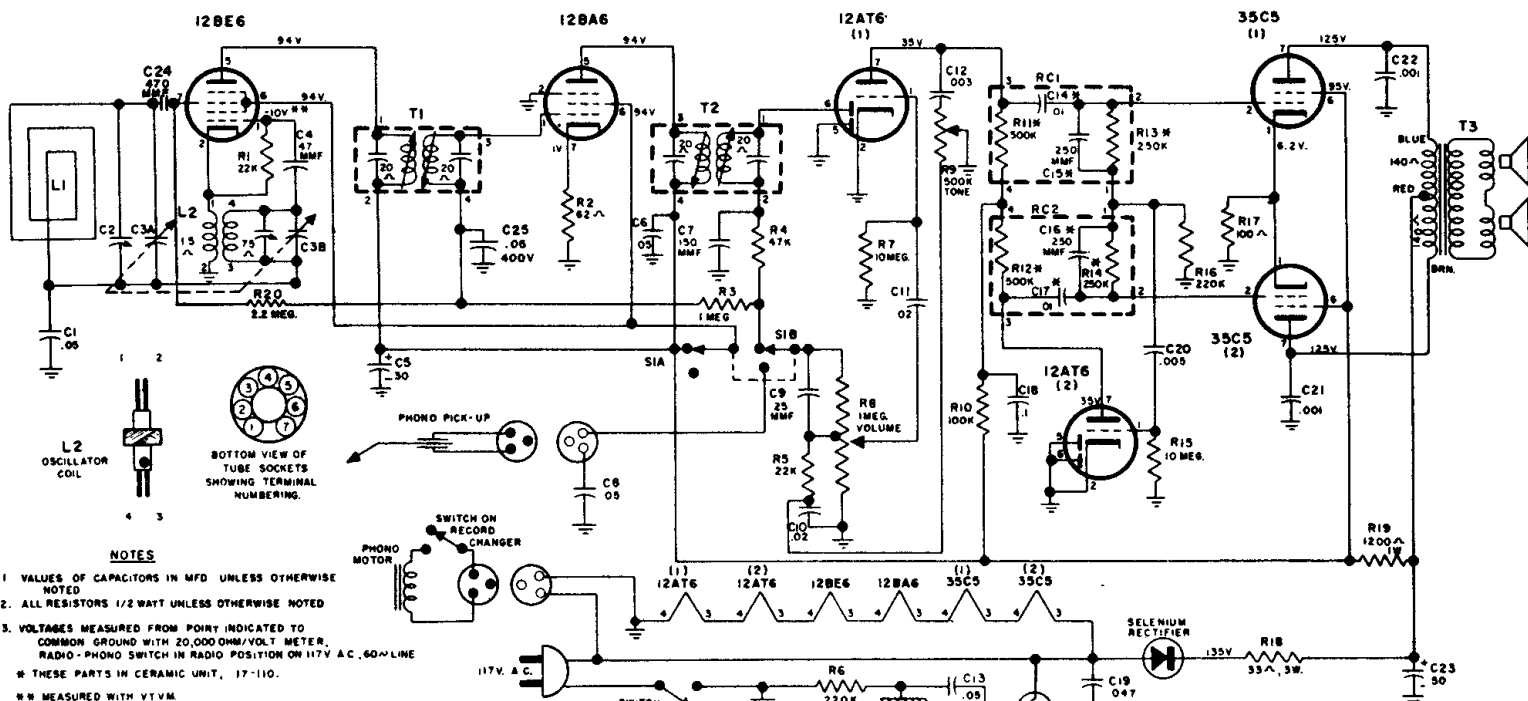 12BE6
12BA6
12AT6
(1)
35C5
(1)
94V
94V
35V
125V
C24
470
MMF
94V
-10V **
C4
47
MMF
R1
22K
T1
94V
T2
C12
.003
RC1
C14*
.01
R11*
500K
250
MMF
C15*
R13*
250K
95V
6.2V.
C22
.001
BLUE
T3
140
RED
BRN.
L1
L2
C2
C3A
1.5
75
C3B
20
20
20
20
1V
R2
62
C6
.05
C7
150
MMF
R4
47K
R9
500K
TONE
R7
10MEG.
C11
.02
RC2
C16*
250
MMF
R12*
500K
R14*
250K
C17*
.01
R17
100
R16
220K
C25
.06
400V
R20
2.2 MEG.
R3
1 MEG
C1
.05
C5
30
S1A
S1B
35C5
(2)
125V
C20
.005
C21
.001
12AT6
(2)
35V
C18
.1
R10
100K
R15
10 MEG.
C9
25
MMF
R8
1MEG.
VOLUME
R5
22K
C10
.02
PHONO PICK-UP
C8
.05
L2
OSCILLATOR
COIL
BOTTOM VIEW OF
TUBE SOCKETS
SHOWING TERMINAL
NUMBERING.
SWITCH ON
RECORD
CHANGER
PHONO
MOTOR
R19
1200
1W
(1)
12AT6
(2)
12AT6
12BE6
12BA6
(1)
35C5
(2)
35C5
SELENIUM
RECTIFIER
135V
R18
33, 3W.
C23
50
117V. A.C.
R6
220K
C13
.05
C19
.047
SWITCH
NOTES
1 VALUES OF CAPACITORS IN MFD UNLESS OTHERWISE
NOTED
2. ALL RESISTORS 1/2 WATT UNLESS OTHERWISE NOTED
3. VOLTAGES MEASURED FROM POINT INDICATED TO
COMMON GROUND WITH 20,000 OHM/VOLT METER,
RADIO-PHONO SWITCH IN RADIO POSITION ON 117V A.C., 60~LINE
* THESE PARTS IN CERAMIC UNIT, 17-110.
** MEASURED WITH VTVM